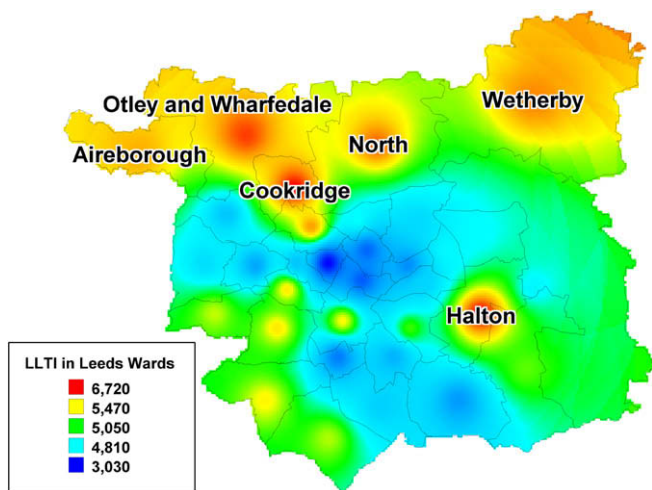 Otley and Wharfedale
Wetherby
Aireborough
North
Cookridge
Halton
LLTI in Leeds Wards
6,720
5,470
5,050
4,810
3,030